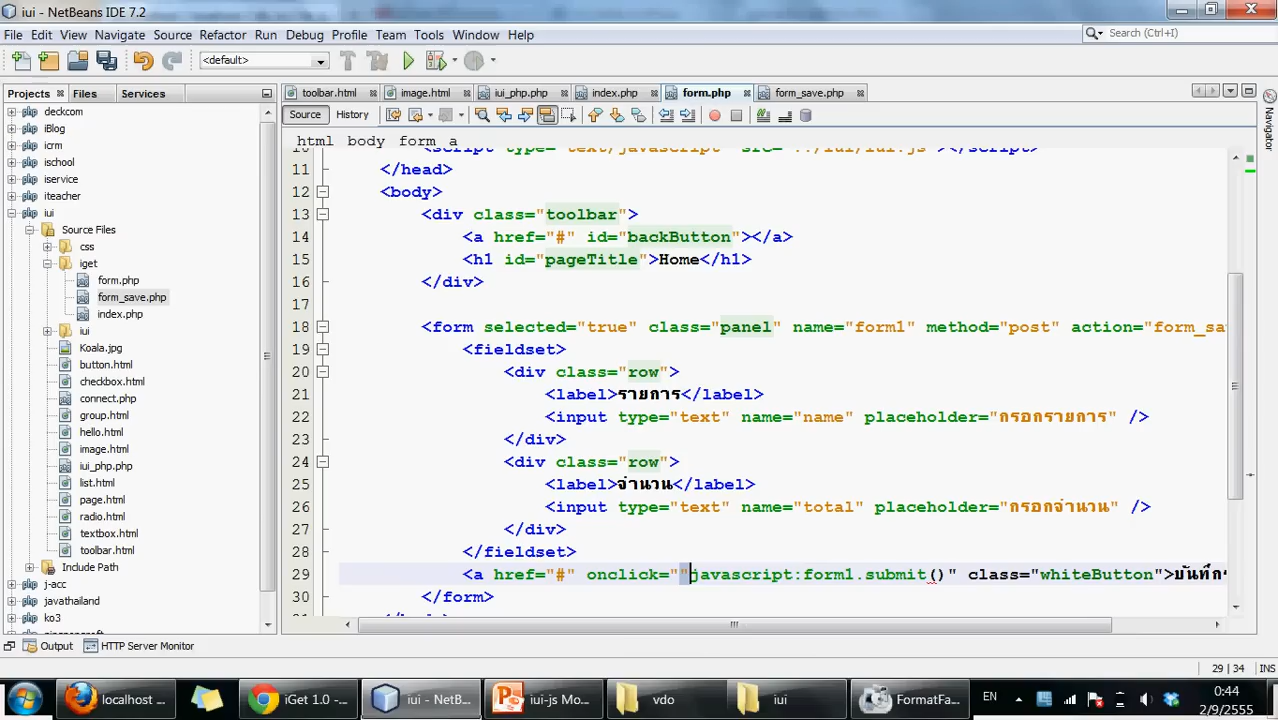 iui - NetBeans IDE 7.2
File Edit View Navigate Source Refactor Run Debug Profile Team Tools Window Help
Search (Ctrl+I)
<default>
Projects Files Services
toolbar.html image.html iui_php.php index.php form.php form_save.php
Source History
html body form a
deckcom
iBlog
icrm
ischool
iservice
iteacher
iui
Source Files
css
iget
form.php
form_save.php
index.php
iui
Koala.jpg
button.html
checkbox.html
connect.php
group.html
hello.html
image.html
iui_php.php
list.html
page.html
radio.html
textbox.html
toolbar.html
Include Path
j-acc
javathailand
ko3
Navigator
10 <script type="text/javascript" src="../iui/iui.js"></script>
11 </head>
12 <body>
13 <div class="toolbar">
14 <a href="#" id="backButton"></a>
15 <h1 id="pageTitle">Home</h1>
16 </div>
17
18 <form selected="true" class="panel" name="form1" method="post" action="form_sa
19 <fieldset>
20 <div class="row">
21 <label>รายการ</label>
22 <input type="text" name="name" placeholder="กรอกรายการ" />
23 </div>
24 <div class="row">
25 <label>จำนวน</label>
26 <input type="text" name="total" placeholder="กรอกจำนวน" />
27 </div>
28 </fieldset>
29 <a href="#" onclick=""javascript:form1.submit()" class="whiteButton">บันทึก
30 </form>
Output HTTP Server Monitor
29 | 34 INS
localhost ... iGet 1.0 -... iui - NetB... iui-js Mo... vdo iui FormatFa...
EN 0:44
2/9/2555